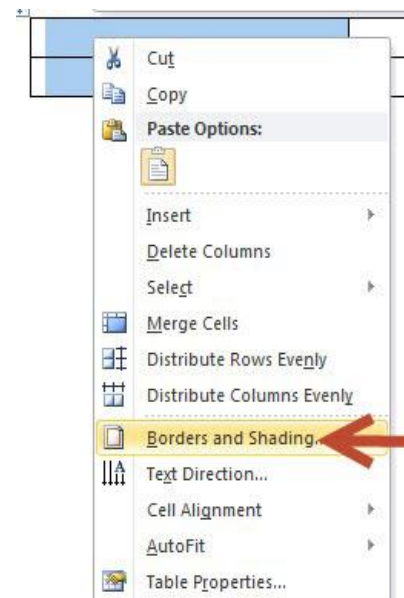 Cut
Copy
Paste Options:
Insert
Delete Columns
Select
Merge Cells
Distribute Rows Evenly
Distribute Columns Evenly
Borders and Shading...
Text Direction...
Cell Alignment
AutoFit
Table Properties...